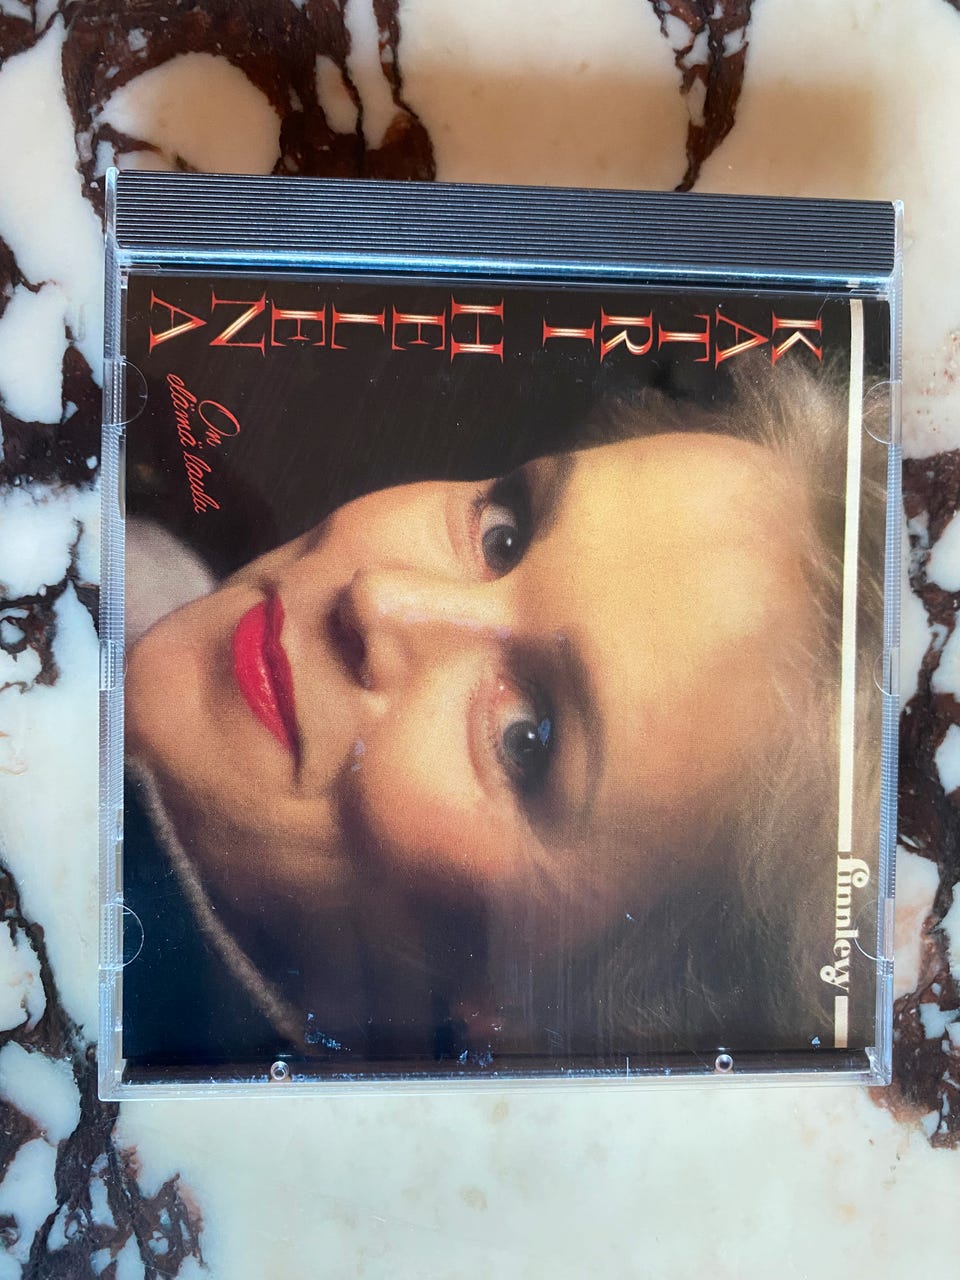 Finnlevy
KATRI
HELENA
On
elämä laulu